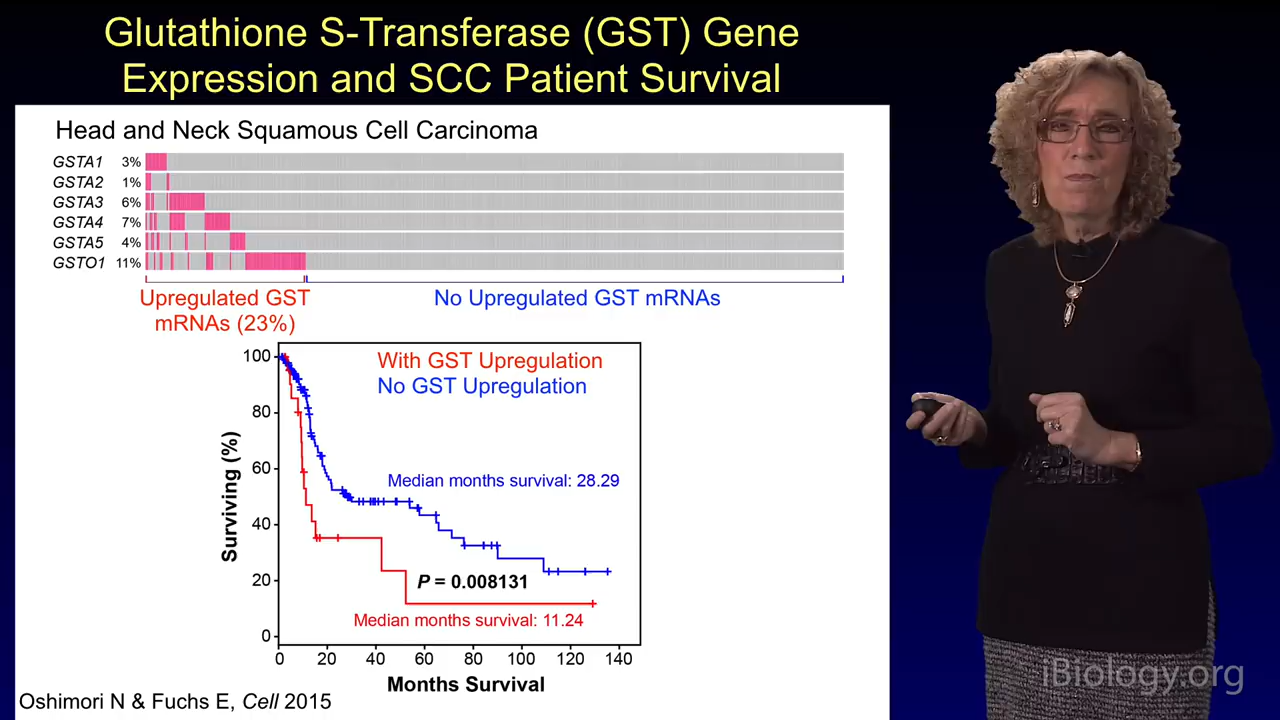 Glutathione S-Transferase (GST) Gene
Expression and SCC Patient Survival
Head and Neck Squamous Cell Carcinoma
GSTA1 3%
GSTA2 1%
GSTA3 6%
GSTA4 7%
GSTA5 4%
GSTO1 11%
Upregulated GST
mRNAs (23%)
No Upregulated GST mRNAs
With GST Upregulation
No GST Upregulation
Median months survival: 28.29
P = 0.008131
Median months survival: 11.24
Surviving (%)
100
80
60
40
20
0
0 20 40 60 80 100 120 140
Months Survival
Oshimori N & Fuchs E, Cell 2015
iBiology.org